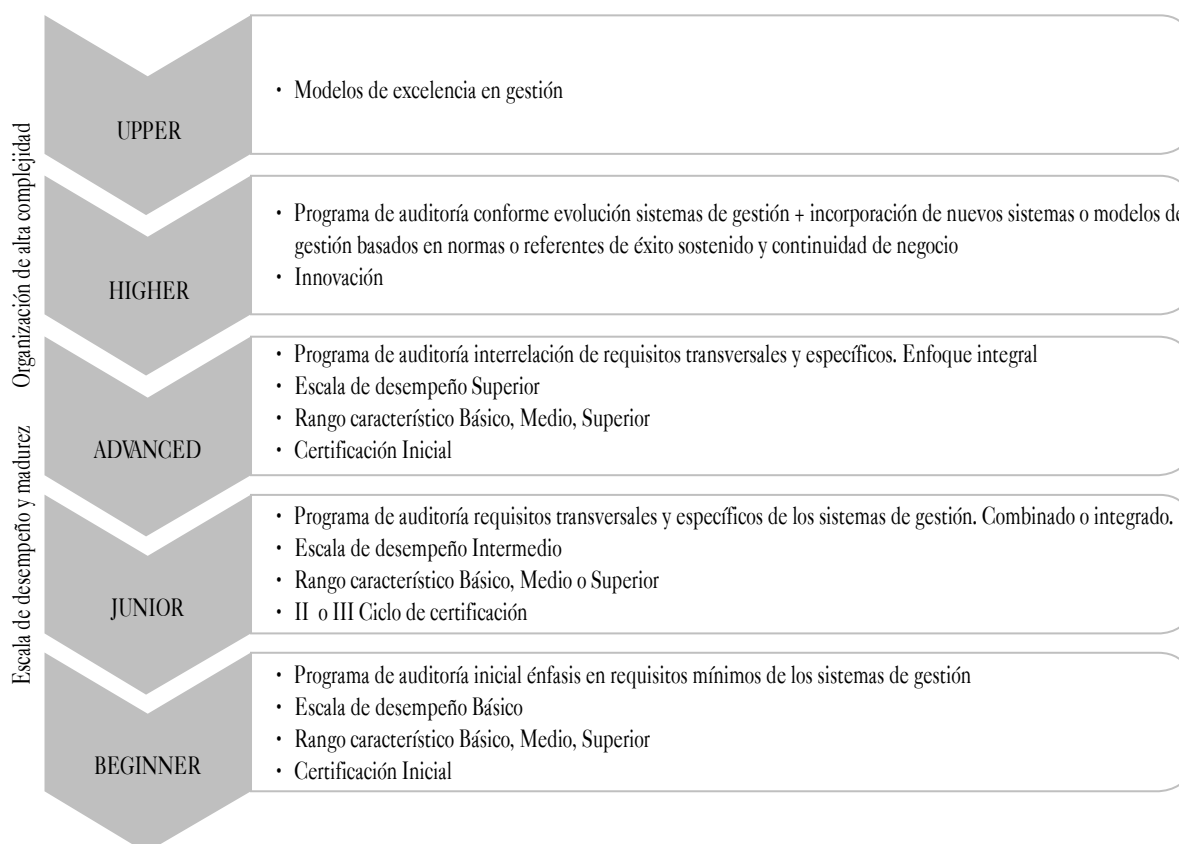 Organización de alta complejidad
Escala de desempeño y madurez
UPPER
• Modelos de excelencia en gestión
HIGHER
• Programa de auditoría conforme evolución sistemas de gestión + incorporación de nuevos sistemas o modelos de
gestión basados en normas o referentes de éxito sostenido y continuidad de negocio
• Innovación
ADVANCED
• Programa de auditoría interrelación de requisitos transversales y específicos. Enfoque integral
• Escala de desempeño Superior
• Rango característico Básico, Medio, Superior
• Certificación Inicial
JUNIOR
• Programa de auditoría requisitos transversales y específicos de los sistemas de gestión. Combinado o integrado.
• Escala de desempeño Intermedio
• Rango característico Básico, Medio o Superior
• II o III Ciclo de certificación
BEGINNER
• Programa de auditoría inicial énfasis en requisitos mínimos de los sistemas de gestión
• Escala de desempeño Básico
• Rango característico Básico, Medio, Superior
• Certificación Inicial